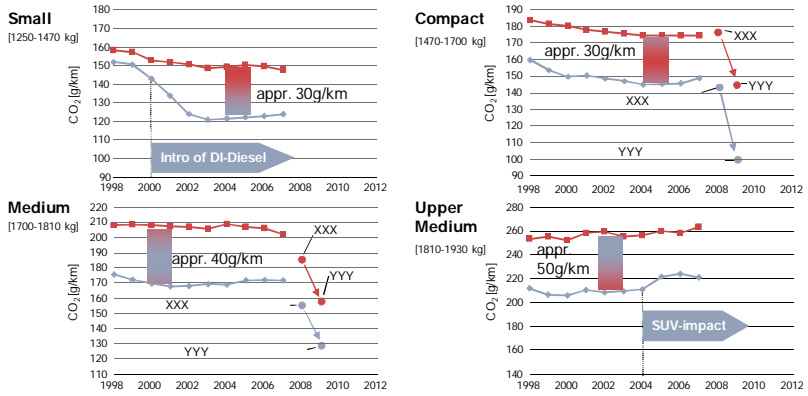 Small
[1250-1470 kg]
CO2 [g/km]
180
170
160
150
140
130
120
110
100
90
1998 2000 2002 2004 2006 2008 2010 2012
appr. 30g/km
Intro of DI-Diesel
Compact
[1470-1700 kg]
CO2 [g/km]
190
180
170
160
150
140
130
120
110
100
90
1998 2000 2002 2004 2006 2008 2010 2012
appr. 30g/km
XXX
YYY
XXX
YYY
Medium
[1700-1810 kg]
CO2 [g/km]
220
210
200
190
180
170
160
150
140
130
120
110
1998 2000 2002 2004 2006 2008 2010 2012
XXX
appr. 40g/km
YYY
XXX
YYY
Upper
Medium
[1810-1930 kg]
CO2 [g/km]
280
260
240
220
200
180
160
140
1998 2000 2002 2004 2006 2008 2010 2012
appr.
50g/km
SUV-impact